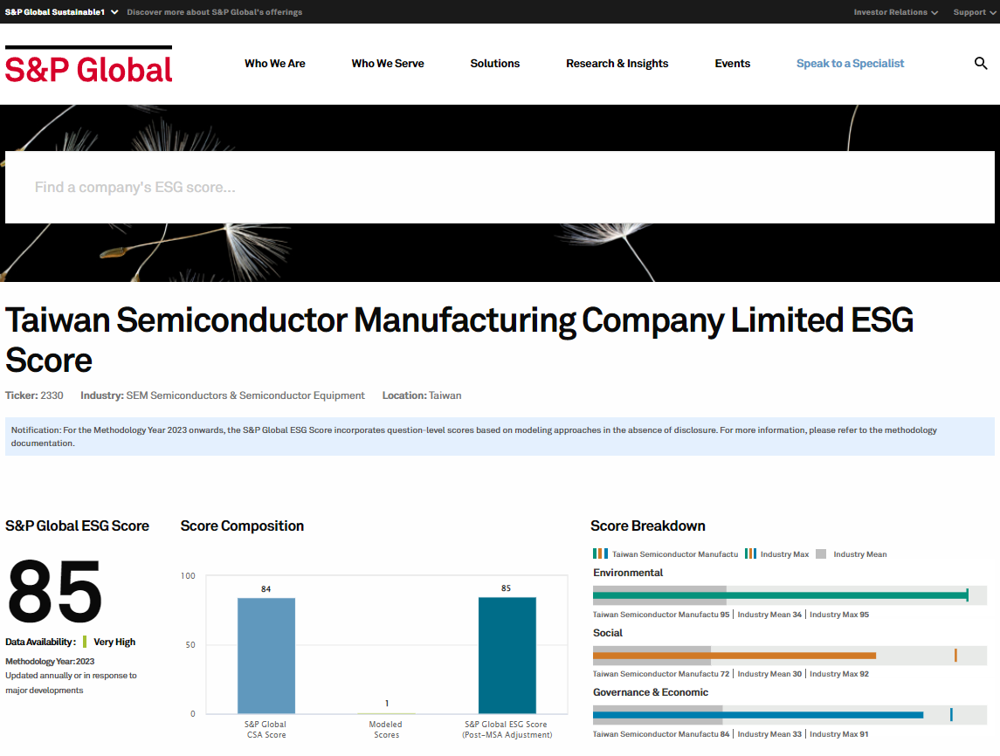 S&P Global Sustainable1 Discover more about S&P Global's offerings Investor Relations Support
S&P Global Who We Are Who We Serve Solutions Research & Insights Events Speak to a Specialist
Find a company's ESG score...
Taiwan Semiconductor Manufacturing Company Limited ESG
Score
Ticker: 2330 Industry: SEM Semiconductors & Semiconductor Equipment Location: Taiwan
Notification: For the Methodology Year 2023 onwards, the S&P Global ESG Score incorporates question-level scores based on modeling approaches in the absence of disclosure. For more information, please refer to the methodology
documentation.
S&P Global ESG Score
85
Data Availability: Very High
Methodology Year: 2023
Updated annually or in response to
major developments
Score Composition
100
50
0
84
1
85
S&P Global
CSA Score
Modeled
Scores
S&P Global ESG Score
(Post-MSA Adjustment)
Score Breakdown
Taiwan Semiconductor Manufactu Industry Max Industry Mean
Environmental
Taiwan Semiconductor Manufactu 95 | Industry Mean 34 | Industry Max 95
Social
Taiwan Semiconductor Manufactu 72 | Industry Mean 30 | Industry Max 92
Governance & Economic
Taiwan Semiconductor Manufactu 84 | Industry Mean 33 | Industry Max 91